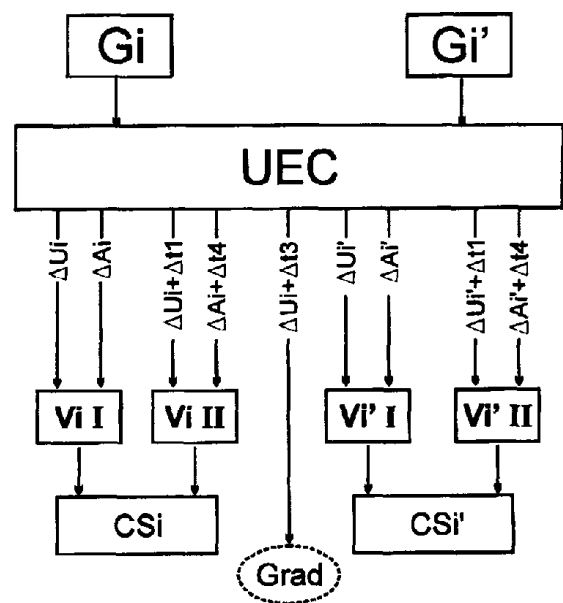 Gi
Gi’
UEC
ΔUi
ΔAi
ΔUi+Δt1
ΔAi+Δt4
ΔUi+Δt3
ΔUi'
ΔAi'
ΔUi'+Δt1
ΔAi'+Δt4
Vi I
Vi II
Vi’ I
Vi’ II
CSi
CSi'
Grad